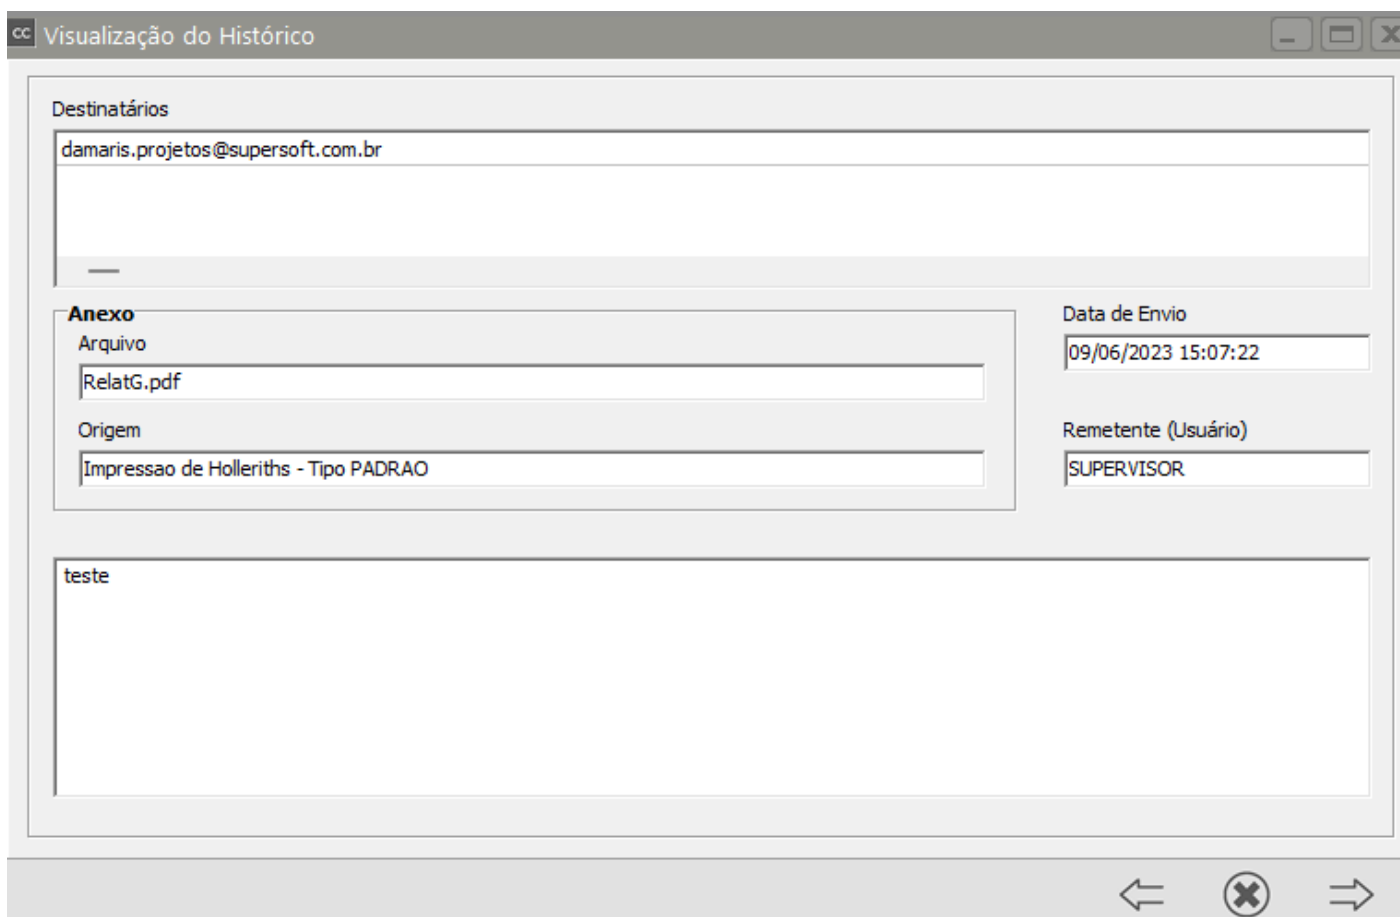 cc Visualização do Histórico
Destinatários
damaris.projetos@supersoft.com.br
Anexo
Arquivo
RelatG.pdf
Origem
Impressao de Holleriths - Tipo PADRAO
Data de Envio
09/06/2023 15:07:22
Remetente (Usuário)
SUPERVISOR
teste